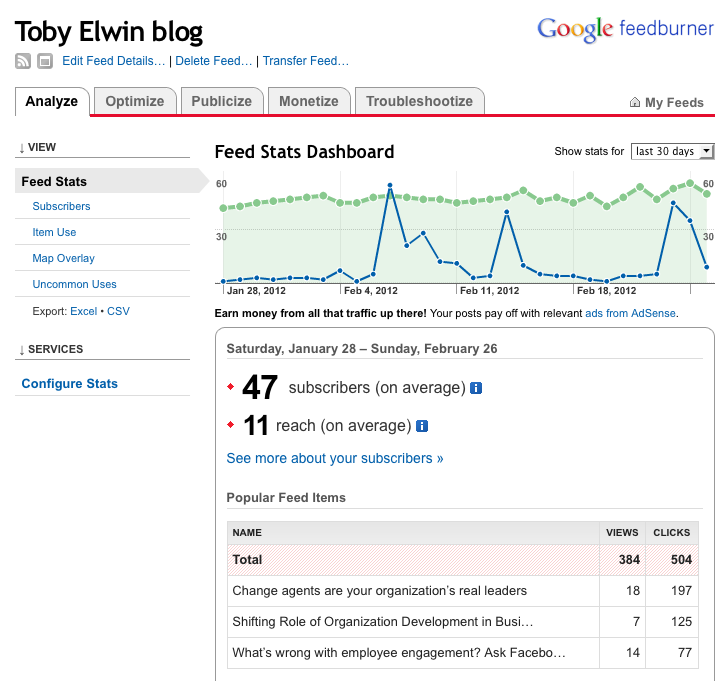 Toby Elwin blog
Google feedburner
Edit Feed Details… | Delete Feed… | Transfer Feed…
Analyze
Optimize
Publicize
Monetize
Troubleshootize
My Feeds
↓ VIEW
Feed Stats
Subscribers
Item Use
Map Overlay
Uncommon Uses
Export: Excel • CSV
↓ SERVICES
Configure Stats
Feed Stats Dashboard
Show stats for last 30 days
60 60
30 30
Jan 28, 2012 Feb 4, 2012 Feb 11, 2012 Feb 18, 2012
Earn money from all that traffic up there! Your posts pay off with relevant ads from AdSense.
Saturday, January 28 – Sunday, February 26
47 subscribers (on average) i
11 reach (on average) i
See more about your subscribers »
Popular Feed Items
NAME VIEWS CLICKS
Total 384 504
Change agents are your organization's real leaders 18 197
Shifting Role of Organization Development in Busi… 7 125
What's wrong with employee engagement? Ask Facebo… 14 77